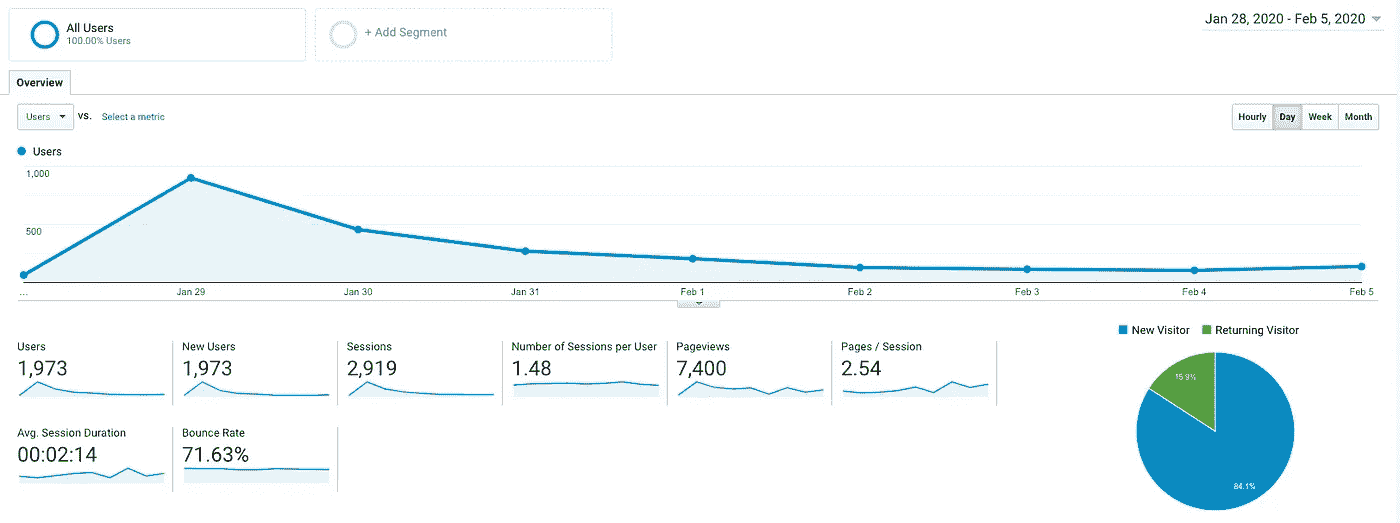 All Users
100.00% Users
+ Add Segment
Jan 28, 2020 - Feb 5, 2020
Overview
Users
vs.
Select a metric
Hourly
Day
Week
Month
Users
1,000
500
...
Jan 29
Jan 30
Jan 31
Feb 1
Feb 2
Feb 3
Feb 4
Feb 5
New Visitor
Returning Visitor
Users
1,973
New Users
1,973
Sessions
2,919
Number of Sessions per User
1.48
Pageviews
7,400
Pages / Session
2.54
15.9%
84.1%
Avg. Session Duration
00:02:14
Bounce Rate
71.63%